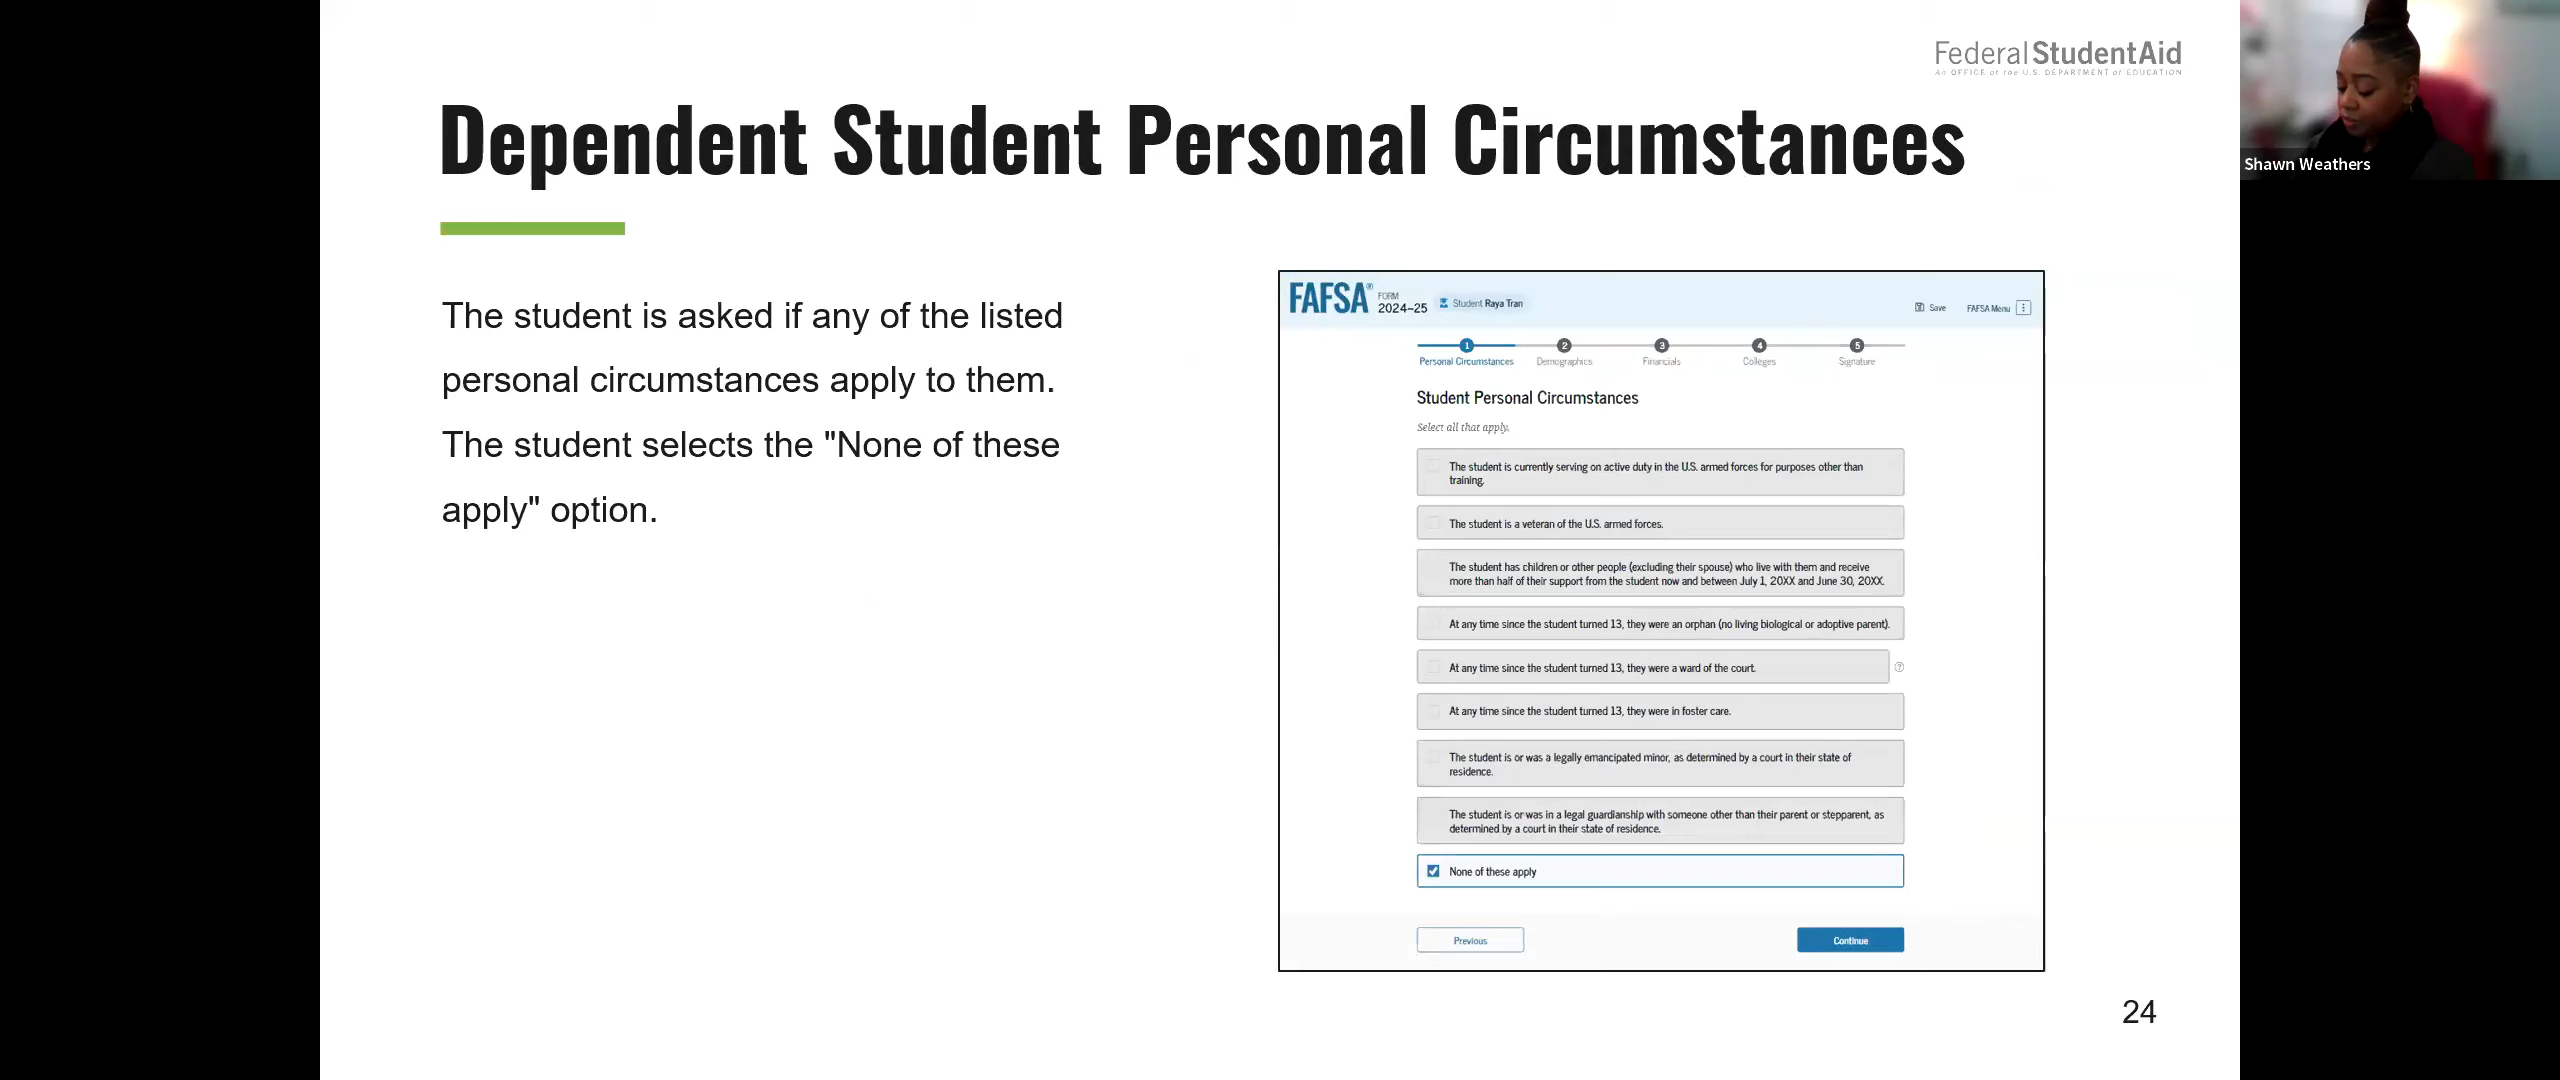 Federal StudentAid
An OFFICE of the U.S. DEPARTMENT of EDUCATION
Dependent Student Personal Circumstances
Shawn Weathers
The student is asked if any of the listed
personal circumstances apply to them.
The student selects the "None of these
apply" option.
FAFSA® FORM 2024–25 Student Raya Tran
Save FAFSA Menu
1 2 3 4 5
Personal Circumstances Demographics Financials Colleges Signature
Student Personal Circumstances
Select all that apply.
The student is currently serving on active duty in the U.S. armed forces for purposes other than
training.
The student is a veteran of the U.S. armed forces.
The student has children or other people (excluding their spouse) who live with them and receive
more than half of their support from the student now and between July 1, 20XX and June 30, 20XX.
At any time since the student turned 13, they were an orphan (no living biological or adoptive parent).
At any time since the student turned 13, they were a ward of the court.
At any time since the student turned 13, they were in foster care.
The student is or was a legally emancipated minor, as determined by a court in their state of
residence.
The student is or was in a legal guardianship with someone other than their parent or stepparent, as
determined by a court in their state of residence.
None of these apply
Previous Continue
24